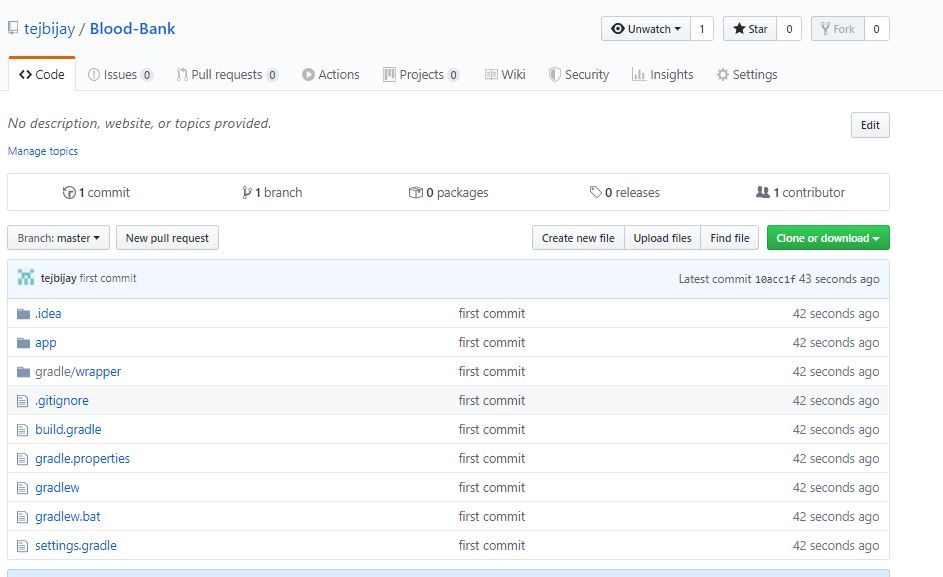 tejbijay / Blood-Bank
Unwatch 1 Star 0 Fork 0
Code Issues 0 Pull requests 0 Actions Projects 0 Wiki Security Insights Settings
No description, website, or topics provided. Edit
Manage topics
1 commit 1 branch 0 packages 0 releases 1 contributor
Branch: master New pull request Create new file Upload files Find file Clone or download
tejbijay first commit Latest commit 10acc1f 43 seconds ago
.idea first commit 42 seconds ago
app first commit 42 seconds ago
gradle/wrapper first commit 42 seconds ago
.gitignore first commit 42 seconds ago
build.gradle first commit 42 seconds ago
gradle.properties first commit 42 seconds ago
gradlew first commit 42 seconds ago
gradlew.bat first commit 42 seconds ago
settings.gradle first commit 42 seconds ago